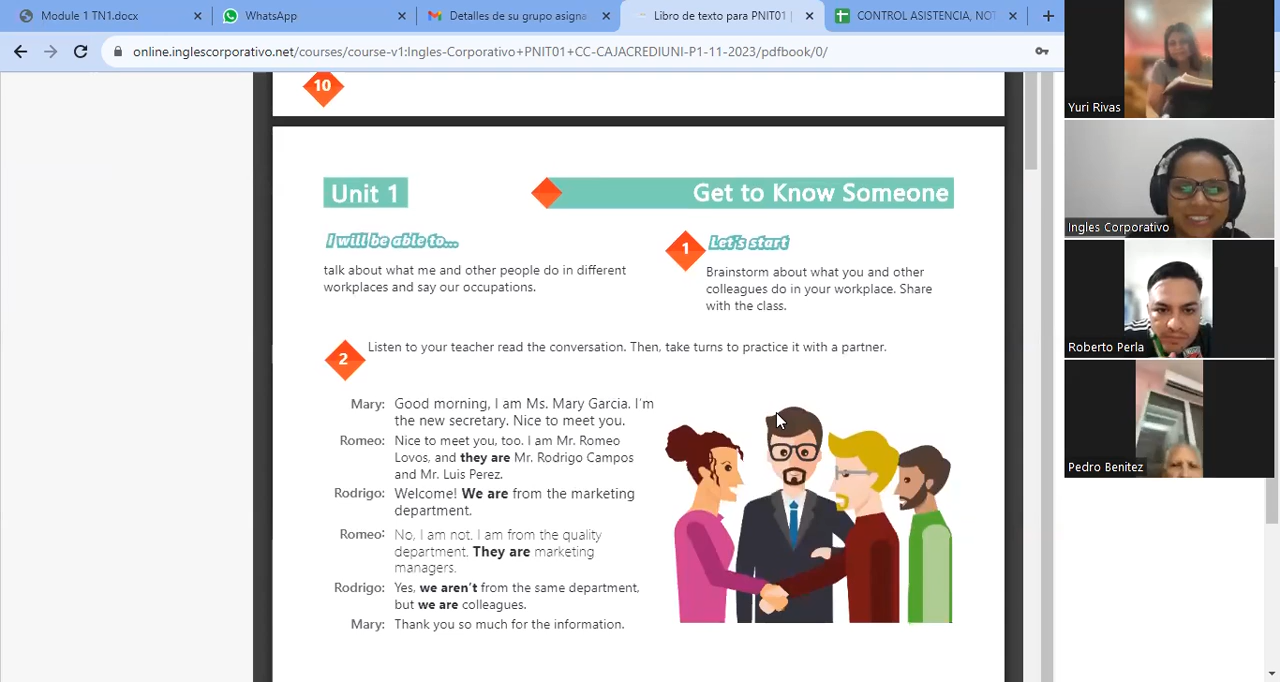 Module 1 TN1.docx
WhatsApp
Detalles de su grupo asigna
Libro de texto para PNIT01
CONTROL ASISTENCIA, NOT
online.inglescorporativo.net/courses/course-v1:Ingles-Corporativo+PNIT01+CC-CAJACREDIUNI-P1-11-2023/pdfbook/0/
10
Unit 1
Get to Know Someone
I will be able to...
talk about what me and other people do in different
workplaces and say our occupations.
1
Let's start
Brainstorm about what you and other
colleagues do in your workplace. Share
with the class.
2
Listen to your teacher read the conversation. Then, take turns to practice it with a partner.
Mary: Good morning, I am Ms. Mary Garcia. I'm
the new secretary. Nice to meet you.
Romeo: Nice to meet you, too. I am Mr. Romeo
Lovos, and they are Mr. Rodrigo Campos
and Mr. Luis Perez.
Rodrigo: Welcome! We are from the marketing
department.
Romeo: No, I am not. I am from the quality
department. They are marketing
managers.
Rodrigo: Yes, we aren't from the same department,
but we are colleagues.
Mary: Thank you so much for the information.
Yuri Rivas
Ingles Corporativo
Roberto Perla
Pedro Benitez